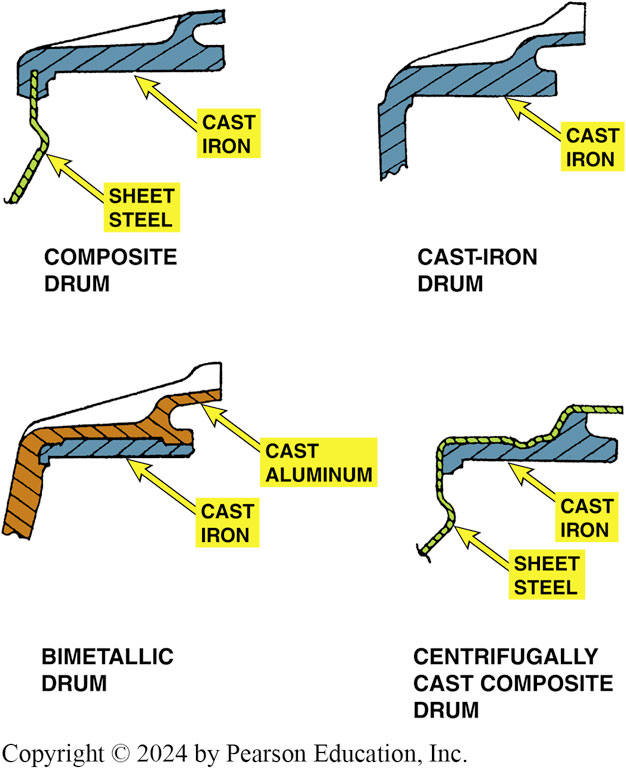 CAST
IRON
SHEET
STEEL
COMPOSITE
DRUM
CAST
IRON
CAST-IRON
DRUM
CAST
ALUMINUM
CAST
IRON
BIMETALLIC
DRUM
CAST
IRON
SHEET
STEEL
CENTRIFUGALLY
CAST COMPOSITE
DRUM
Copyright © 2024 by Pearson Education, Inc.